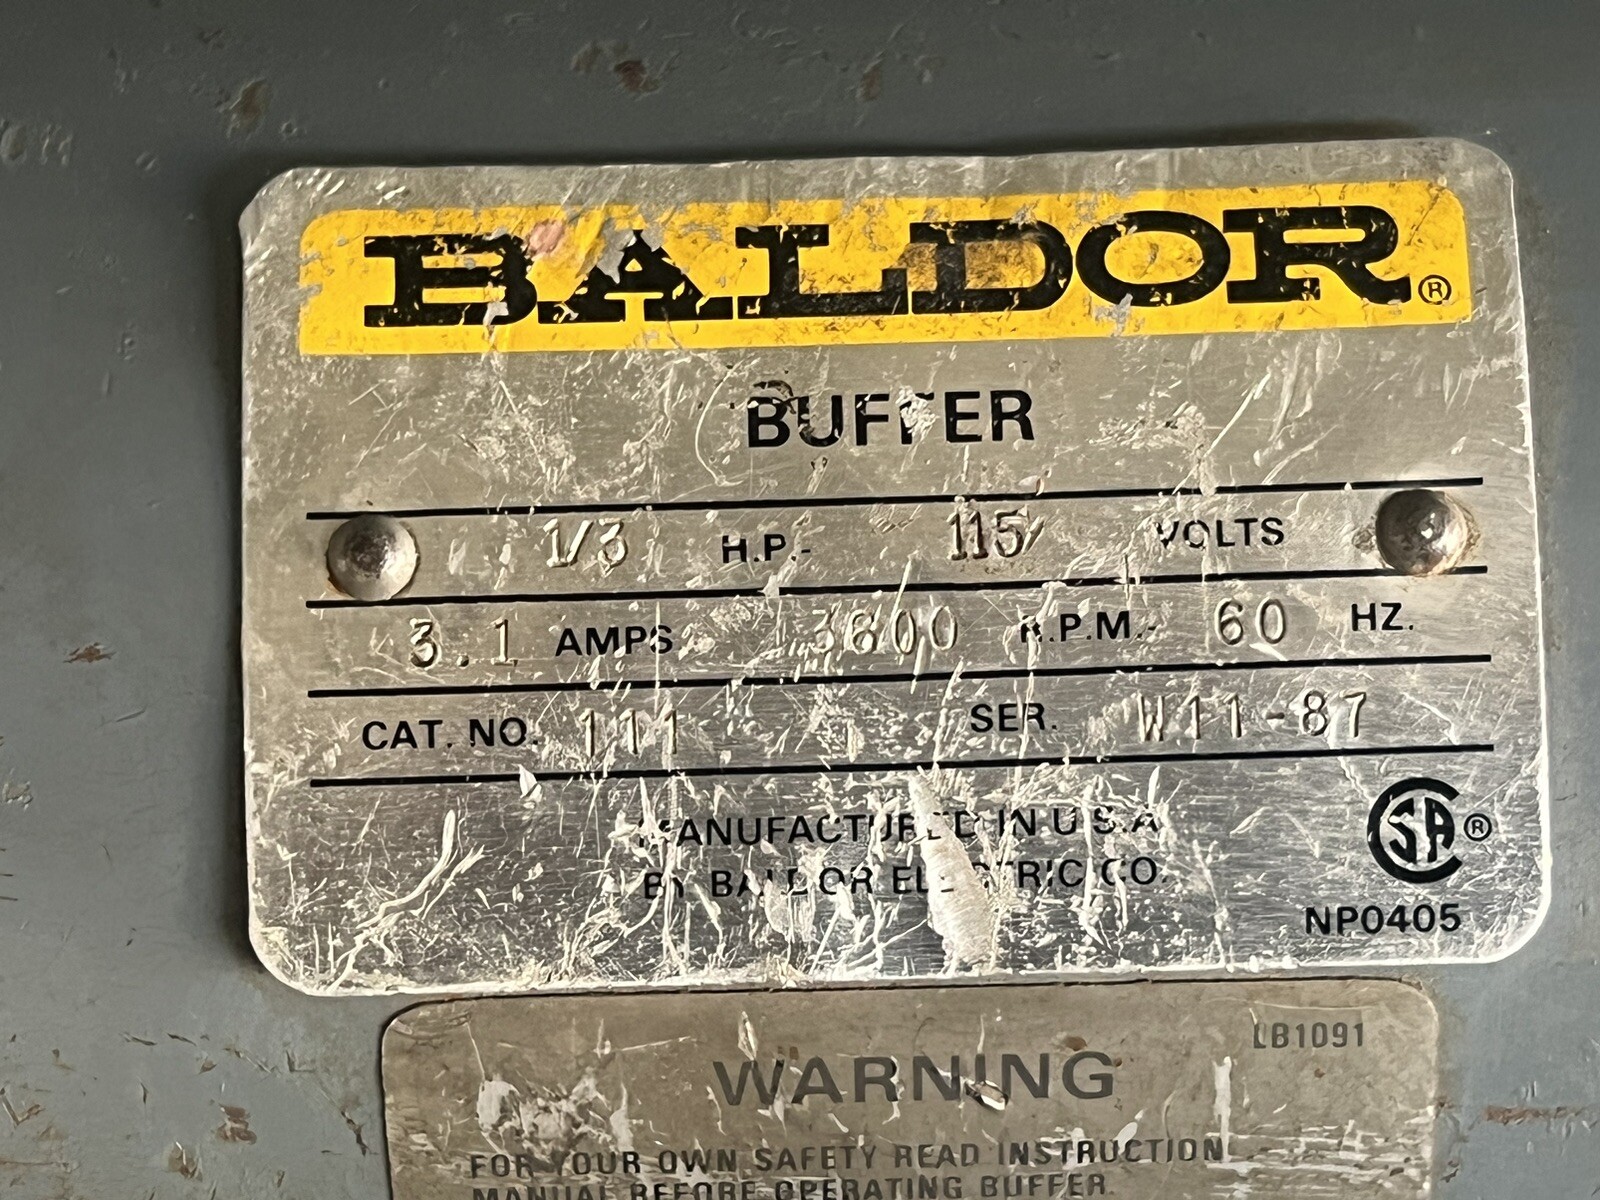 BALDOR®
BUFFER
1/3 H.P.- 115 VOLTS
3.1 AMPS 3600 R.P.M.- 60 HZ.
CAT. NO. 111 SER. W11-87
MANUFACTURED IN U.S.A
BY BALDOR ELECTRIC CO.
CSA®
NP0405
LB1091
WARNING
FOR YOUR OWN SAFETY READ INSTRUCTION
MANUAL BEFORE OPERATING BUFFER